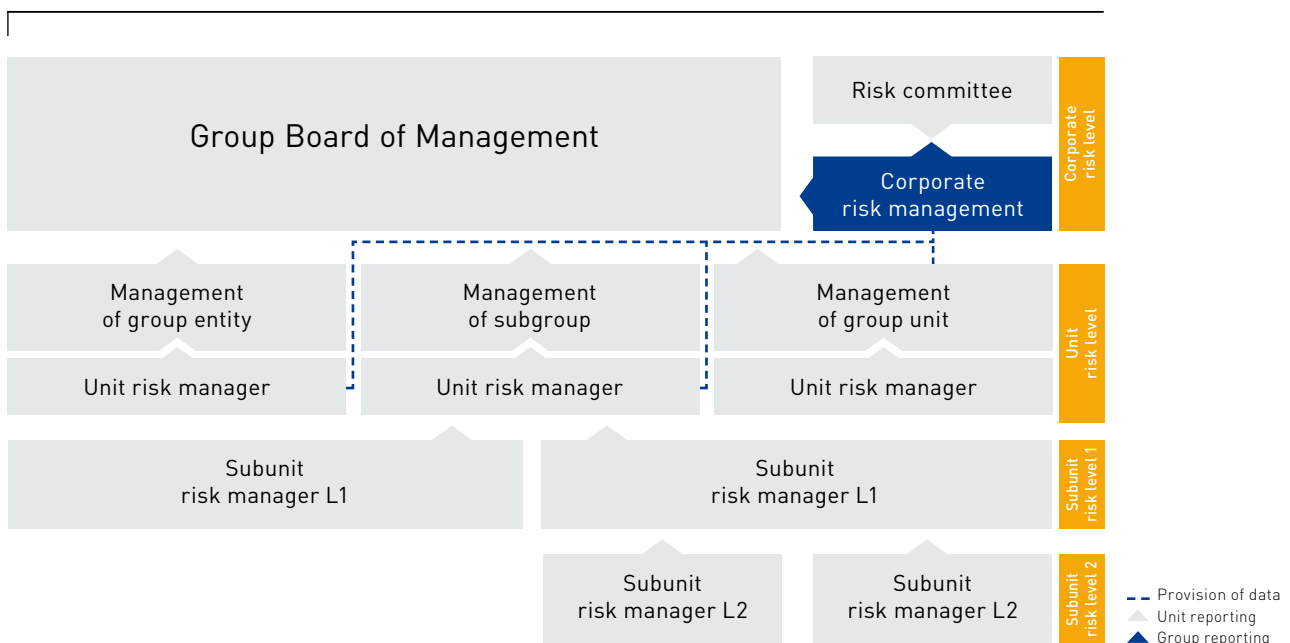 Group Board of Management
Risk committee
Corporate
risk management
Corporate
risk level
Management
of group entity
Management
of subgroup
Management
of group unit
Unit risk manager
Unit risk manager
Unit risk manager
Unit
risk level
Subunit
risk manager L1
Subunit
risk manager L1
Subunit
risk level 1
Subunit
risk manager L2
Subunit
risk manager L2
Subunit
risk level 2
Provision of data
Unit reporting
Group reporting